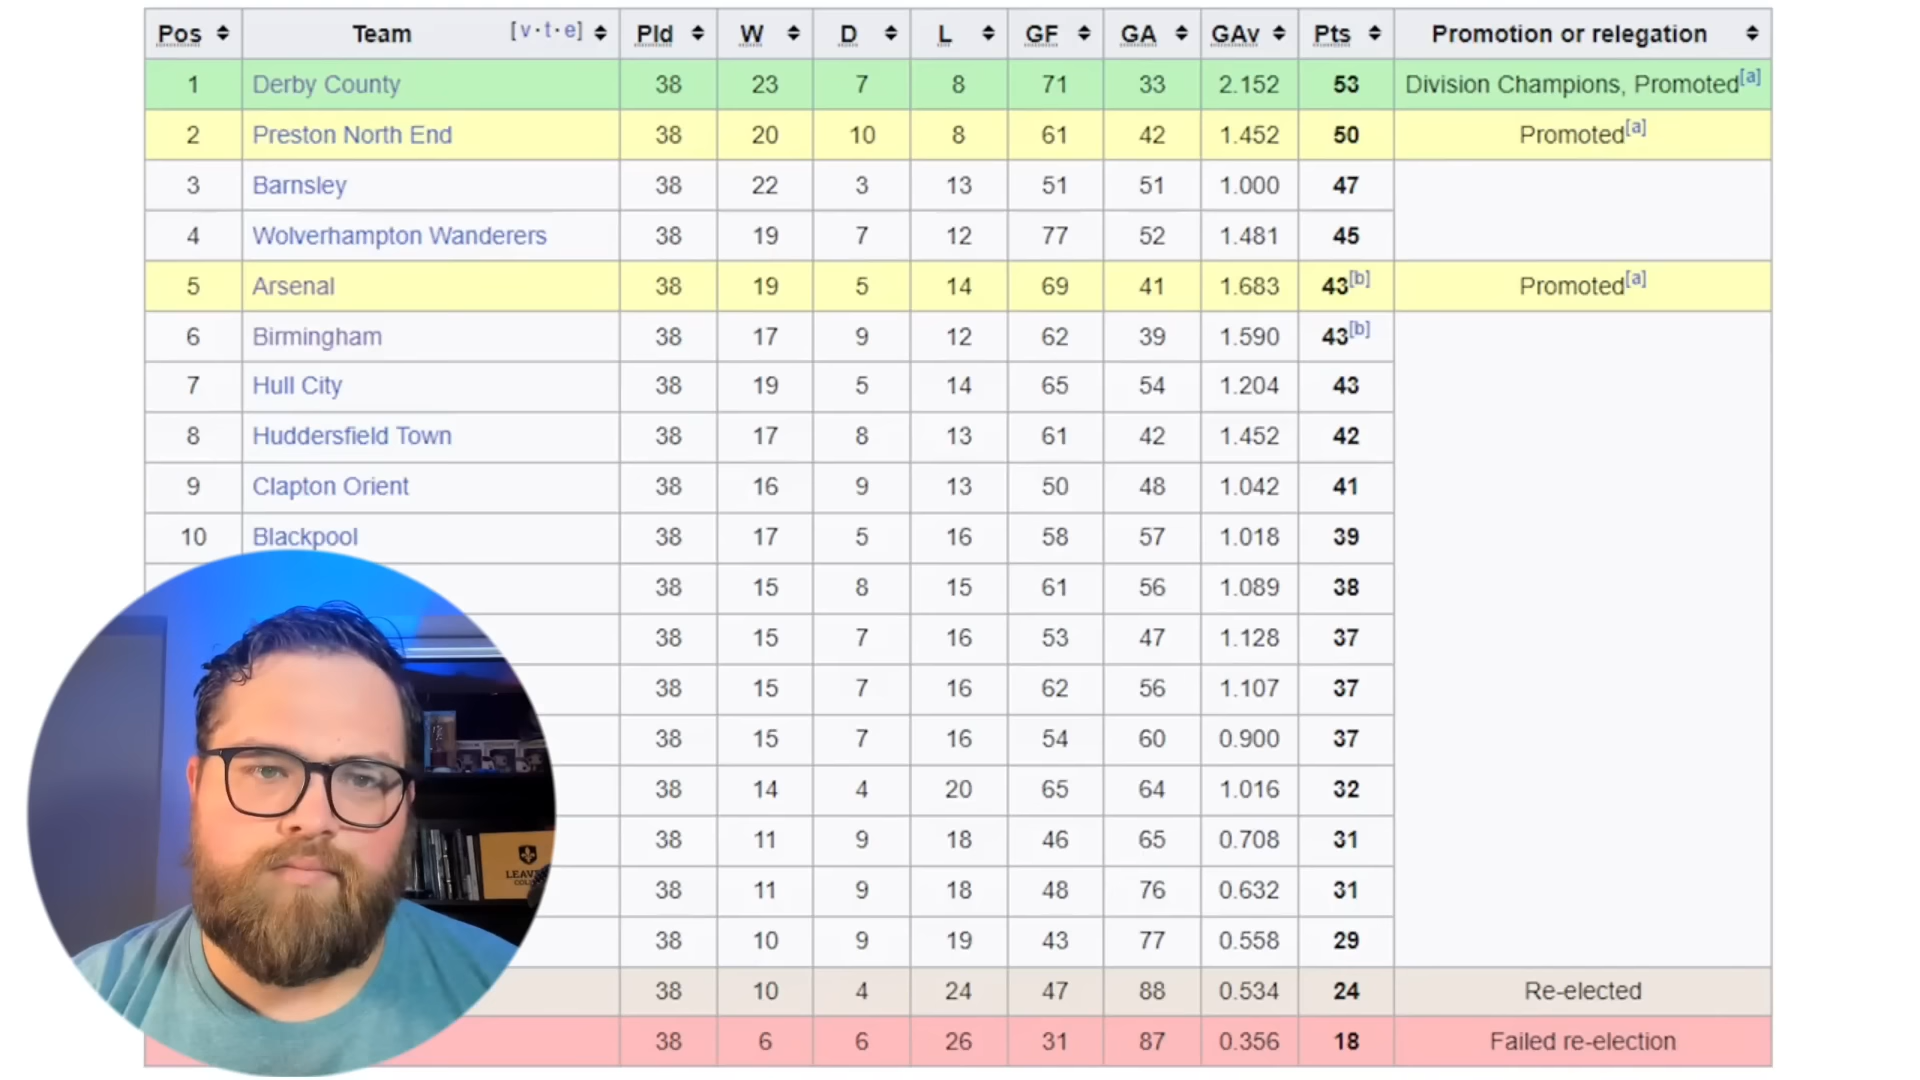 Pos Team [v·t·e] Pld W D L GF GA GAv Pts Promotion or relegation
1 Derby County 38 23 7 8 71 33 2.152 53 Division Champions, Promoted[a]
2 Preston North End 38 20 10 8 61 42 1.452 50 Promoted[a]
3 Barnsley 38 22 3 13 51 51 1.000 47
4 Wolverhampton Wanderers 38 19 7 12 77 52 1.481 45
5 Arsenal 38 19 5 14 69 41 1.683 43[b] Promoted[a]
6 Birmingham 38 17 9 12 62 39 1.590 43[b]
7 Hull City 38 19 5 14 65 54 1.204 43
8 Huddersfield Town 38 17 8 13 61 42 1.452 42
9 Clapton Orient 38 16 9 13 50 48 1.042 41
10 Blackpool 38 17 5 16 58 57 1.018 39
38 15 8 15 61 56 1.089 38
38 15 7 16 53 47 1.128 37
38 15 7 16 62 56 1.107 37
38 15 7 16 54 60 0.900 37
38 14 4 20 65 64 1.016 32
38 11 9 18 46 65 0.708 31
38 11 9 18 48 76 0.632 31
38 10 9 19 43 77 0.558 29
38 10 4 24 47 88 0.534 24 Re-elected
38 6 6 26 31 87 0.356 18 Failed re-election